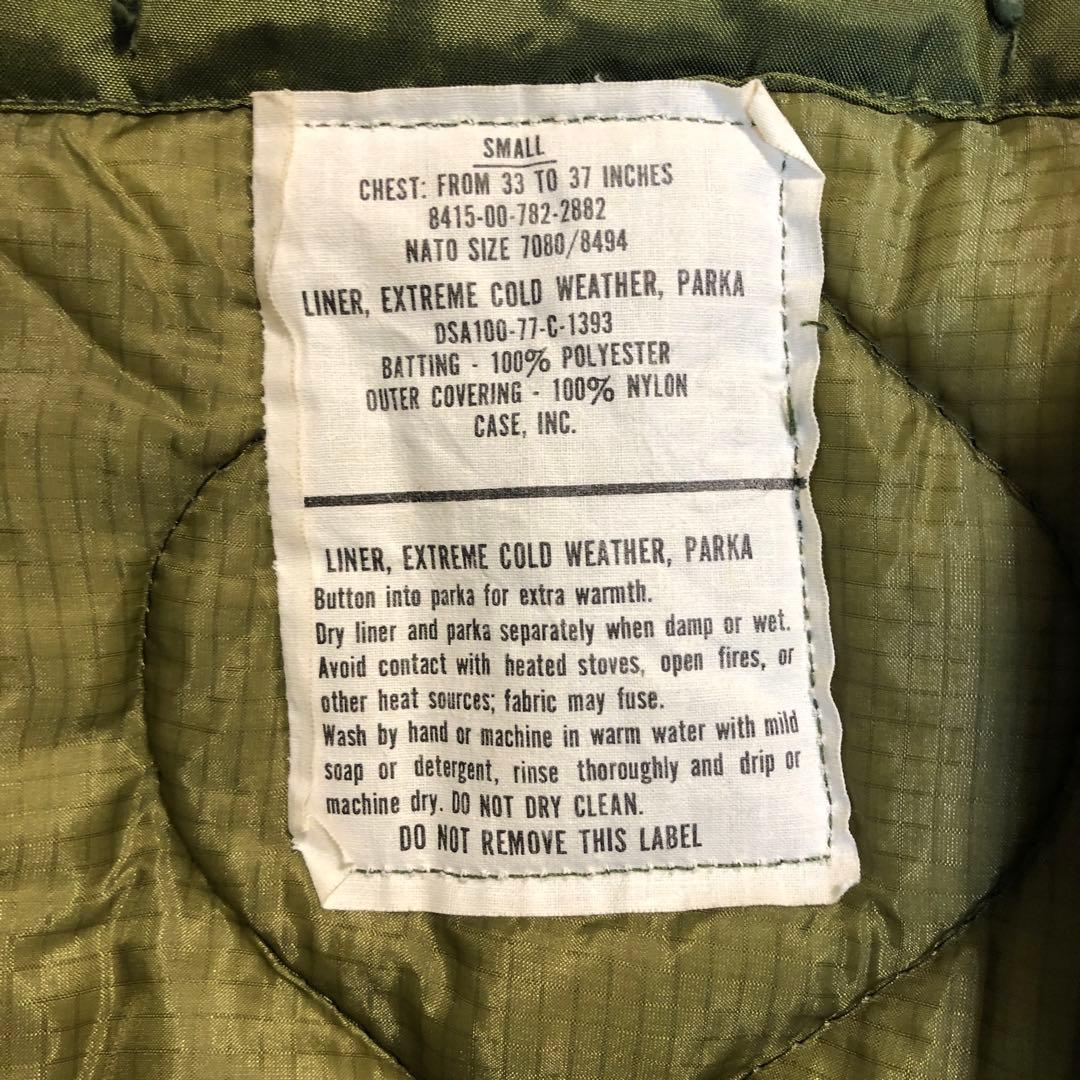 SMALL
CHEST: FROM 33 TO 37 INCHES
8415-00-782-2882
NATO SIZE 7080/8494
LINER, EXTREME COLD WEATHER, PARKA
DSA100-77-C-1393
BATTING - 100% POLYESTER
OUTER COVERING - 100% NYLON
CASE, INC.
LINER, EXTREME COLD WEATHER, PARKA
Button into parka for extra warmth.
Dry liner and parka separately when damp or wet.
Avoid contact with heated stoves, open fires, or
other heat sources; fabric may fuse.
Wash by hand or machine in warm water with mild
soap or detergent, rinse thoroughly and drip or
machine dry. DO NOT DRY CLEAN.
DO NOT REMOVE THIS LABEL